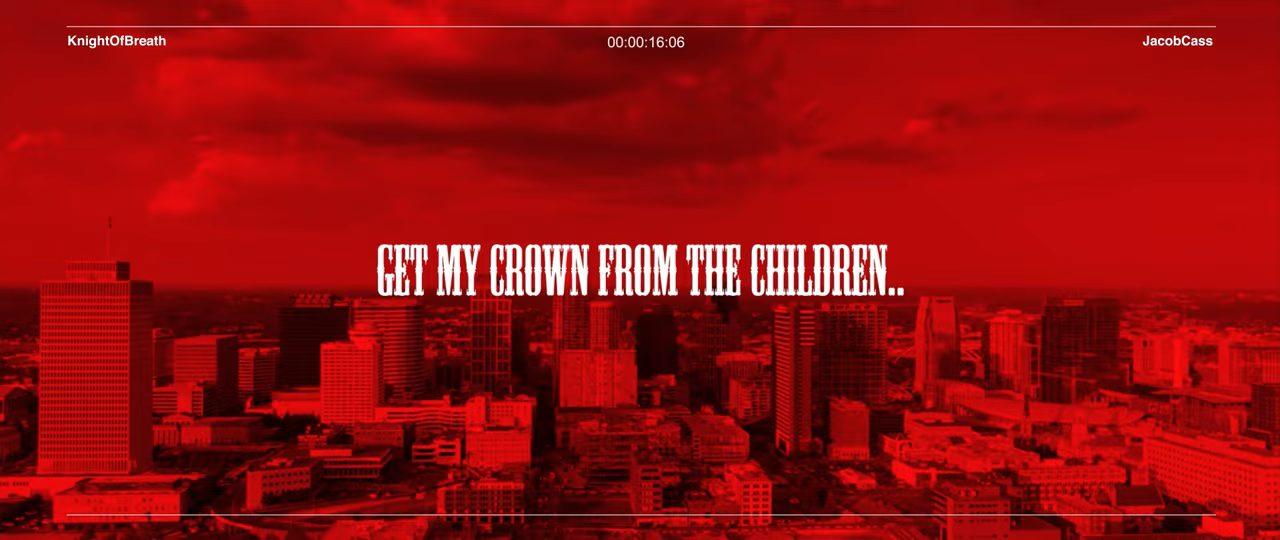 KnightOfBreath
00:00:16:06
JacobCass
GET MY CROWN FROM THE CHILDREN..